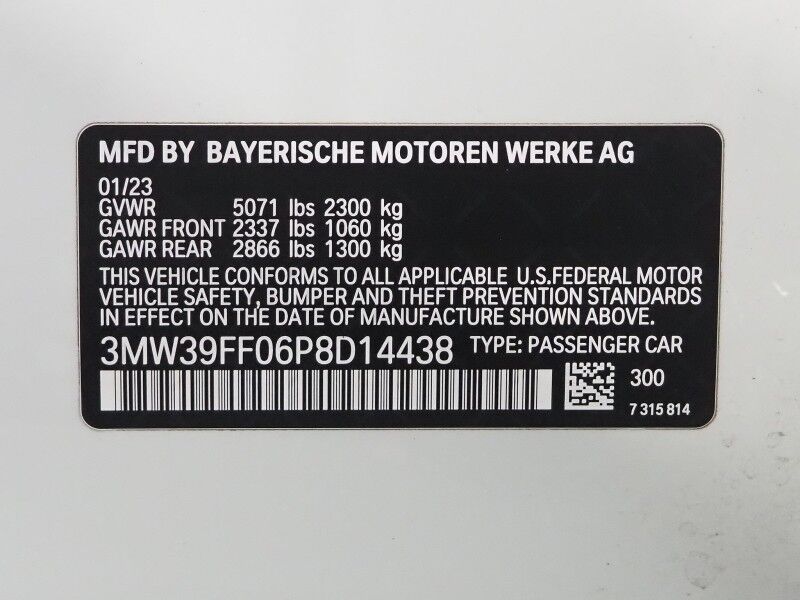 MFD BY BAYERISCHE MOTOREN WERKE AG
01/23
GVWR 5071 lbs 2300 kg
GAWR FRONT 2337 lbs 1060 kg
GAWR REAR 2866 lbs 1300 kg
THIS VEHICLE CONFORMS TO ALL APPLICABLE U.S.FEDERAL MOTOR
VEHICLE SAFETY, BUMPER AND THEFT PREVENTION STANDARDS
IN EFFECT ON THE DATE OF MANUFACTURE SHOWN ABOVE.
3MW39FF06P8D14438 TYPE: PASSENGER CAR
300
7 315 814